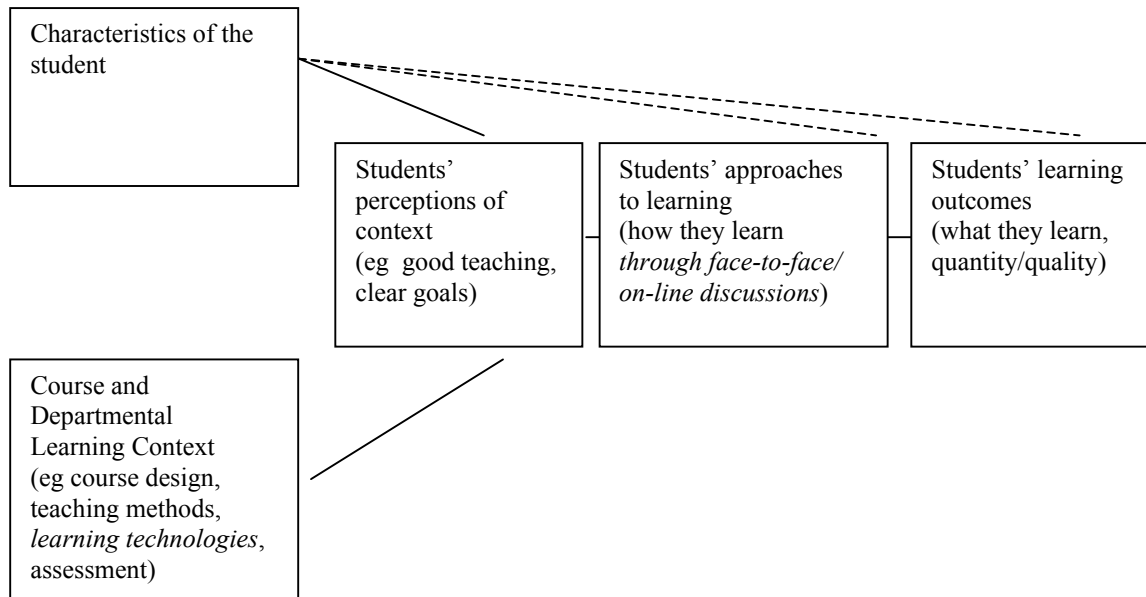 Characteristics of the
student
Students’
perceptions of
context
(eg  good teaching,
clear goals)
Students’ approaches
to learning
(how they learn
through face-to-face/
on-line discussions)
Students’ learning
outcomes
(what they learn,
quantity/quality)
Course and
Departmental
Learning Context
(eg course design,
teaching methods,
learning technologies,
assessment)